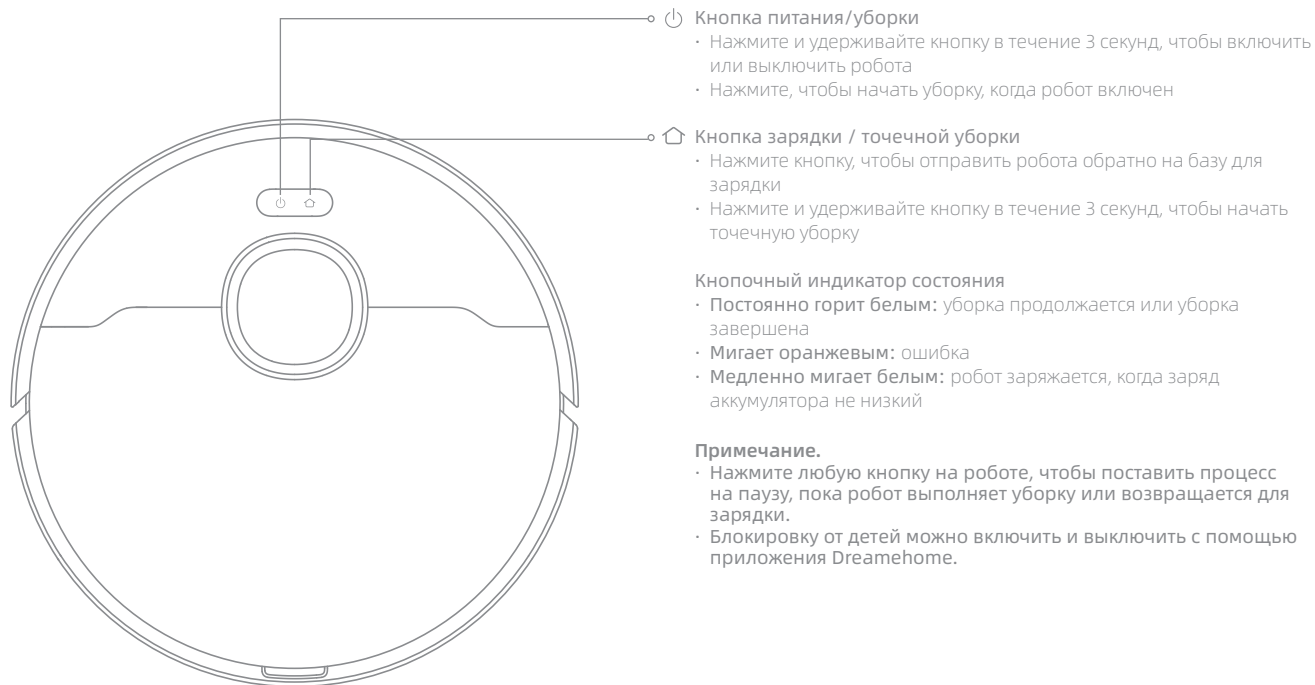 Кнопка питания/уборки
· Нажмите и удерживайте кнопку в течение 3 секунд, чтобы включить
или выключить робота
· Нажмите, чтобы начать уборку, когда робот включен
Кнопка зарядки / точечной уборки
· Нажмите кнопку, чтобы отправить робота обратно на базу для
зарядки
· Нажмите и удерживайте кнопку в течение 3 секунд, чтобы начать
точечную уборку
Кнопочный индикатор состояния
· Постоянно горит белым: уборка продолжается или уборка
завершена
· Мигает оранжевым: ошибка
· Медленно мигает белым: робот заряжается, когда заряд
аккумулятора не низкий
Примечание.
· Нажмите любую кнопку на роботе, чтобы поставить процесс
на паузу, пока робот выполняет уборку или возвращается для
зарядки.
· Блокировку от детей можно включить и выключить с помощью
приложения Dreamehome.